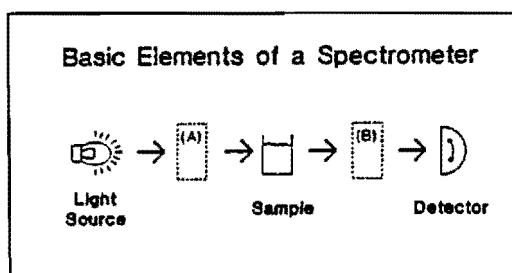 Basic Elements of a Spectrometer
(A)
(B)
Light
Source
Sample
Detector